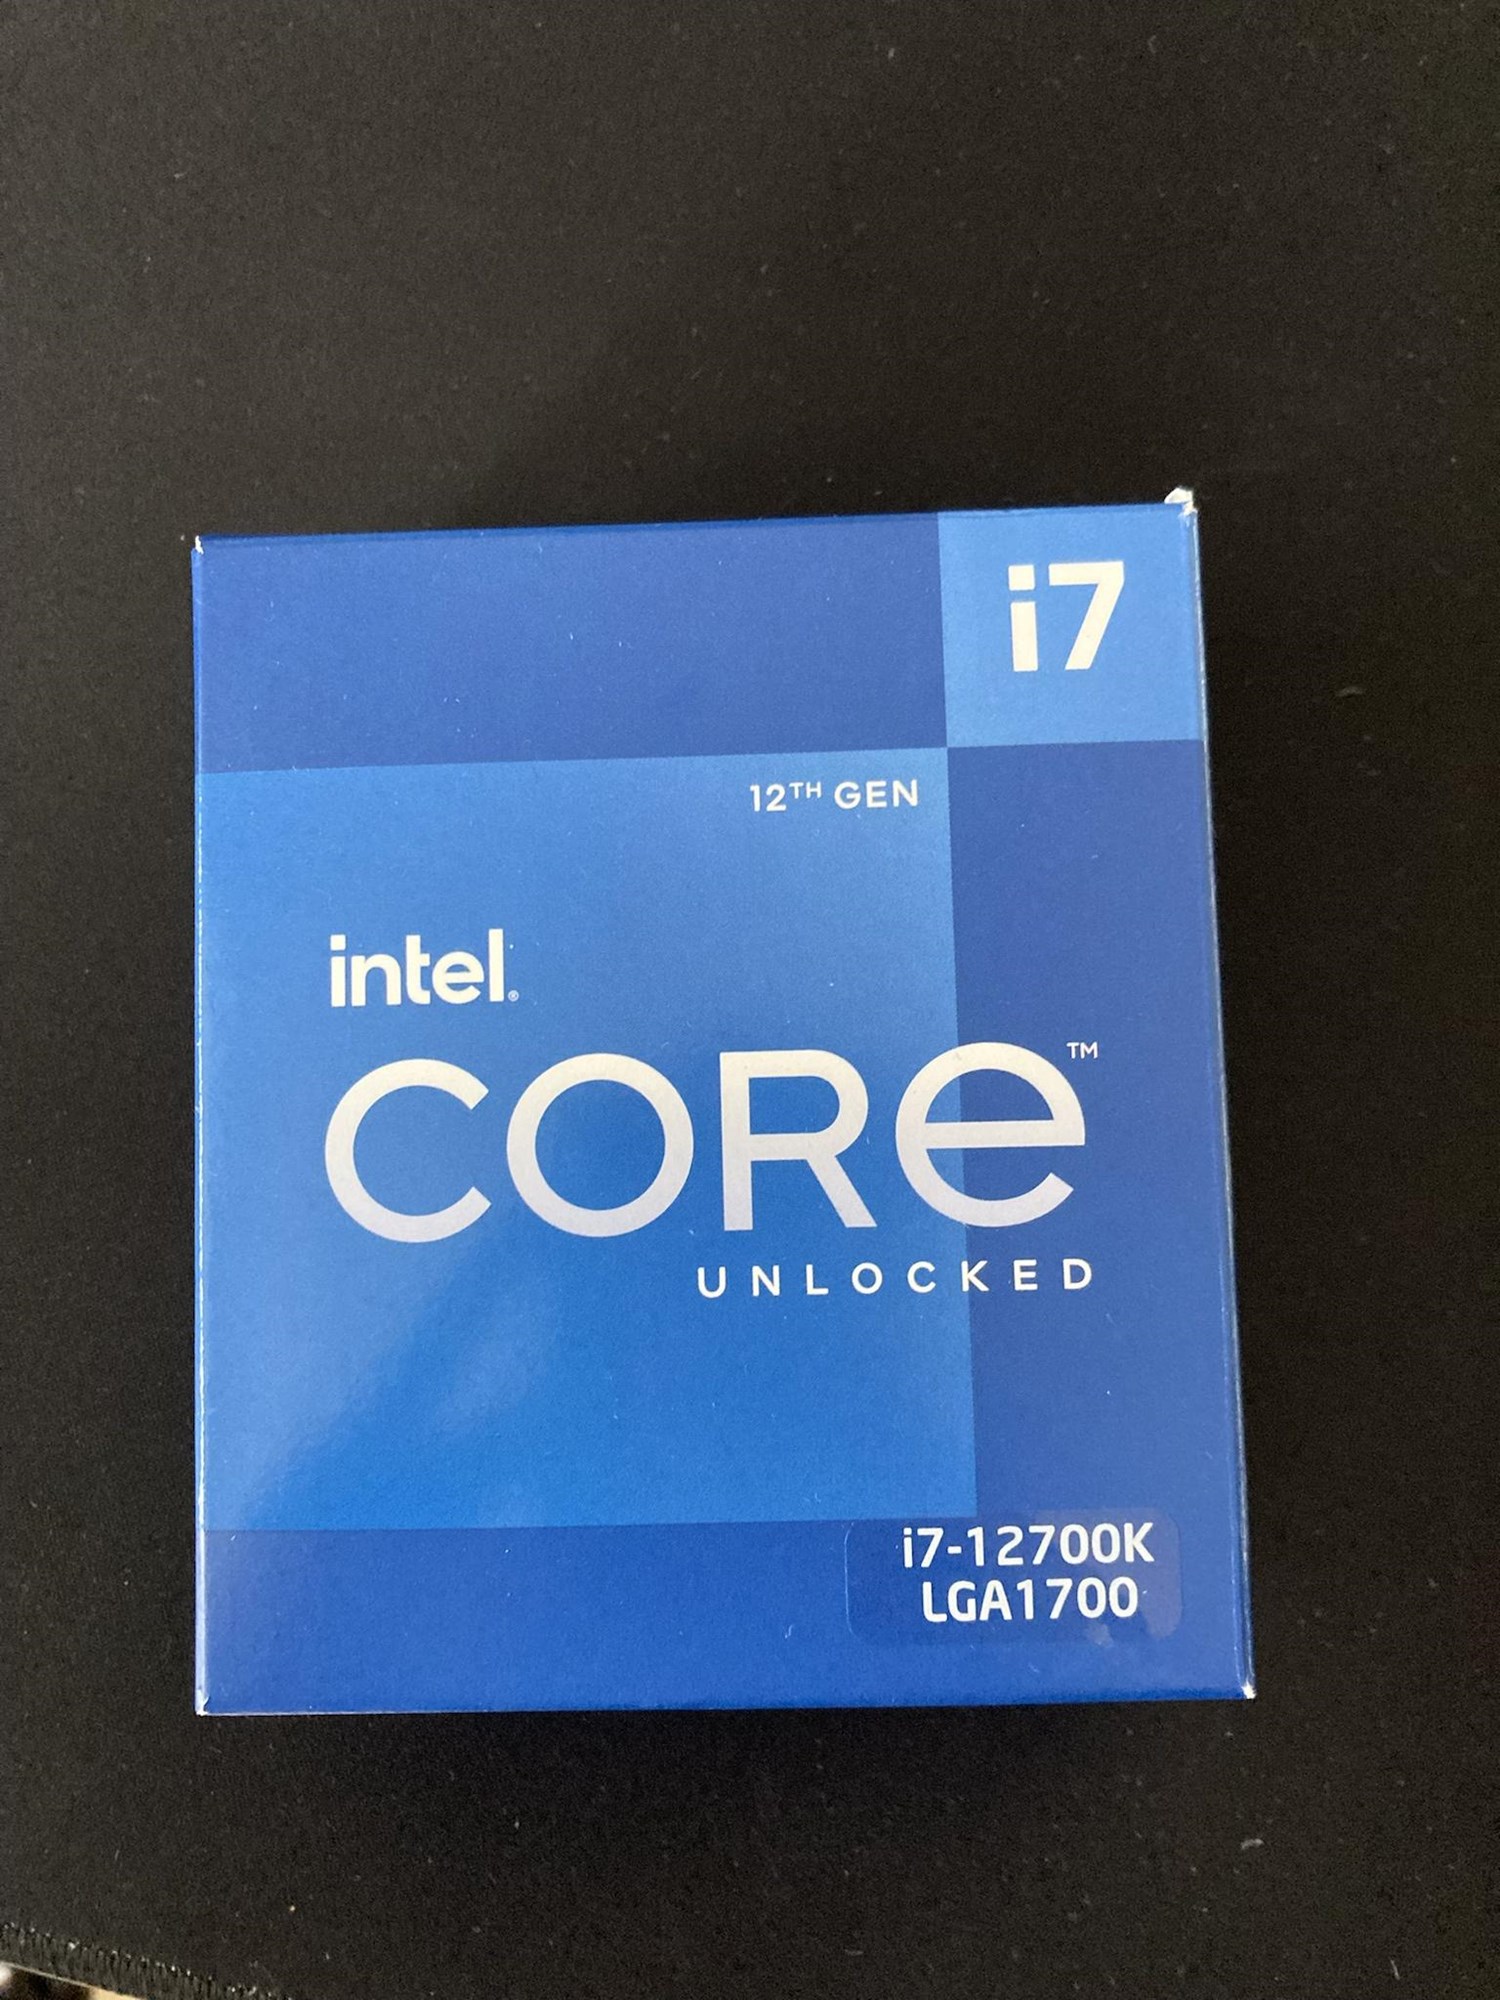 i7
12TH GEN
intel®
CORE™
UNLOCKED
i7-12700K
LGA1700